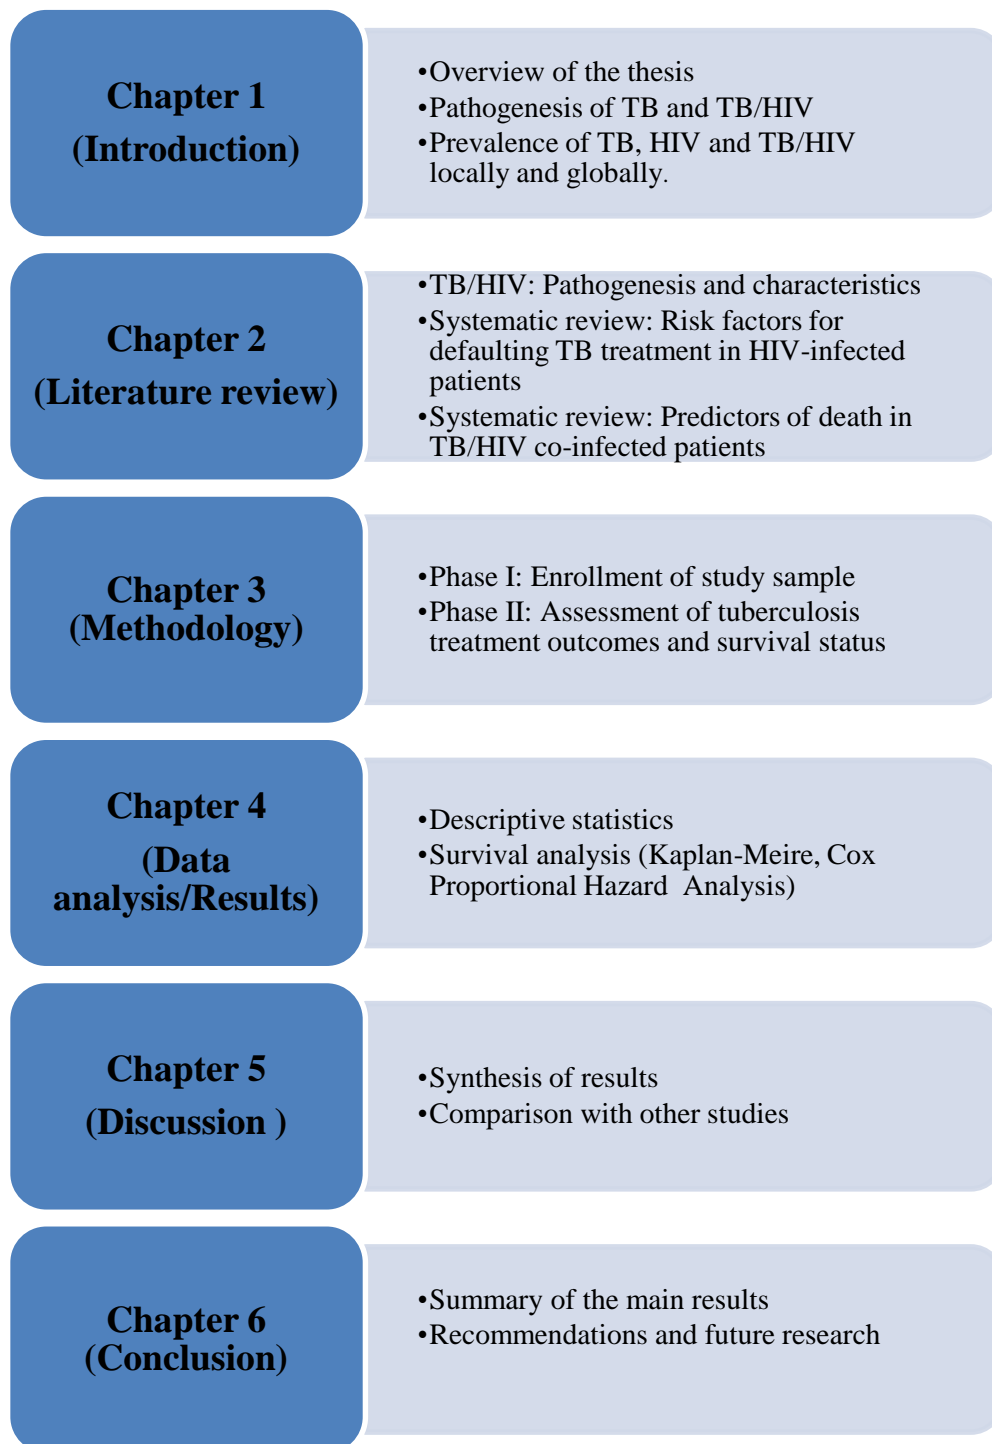 Chapter 1
(Introduction)
•Overview of the thesis
•Pathogenesis of TB and TB/HIV
•Prevalence of TB, HIV and TB/HIV
locally and globally.
Chapter 2
(Literature review)
•TB/HIV: Pathogenesis and characteristics
•Systematic review: Risk factors for
defaulting TB treatment in HIV-infected
patients
•Systematic review: Predictors of death in
TB/HIV co-infected patients
Chapter 3
(Methodology)
•Phase I: Enrollment of study sample
•Phase II: Assessment of tuberculosis
treatment outcomes and survival status
Chapter 4
(Data
analysis/Results)
•Descriptive statistics
•Survival analysis (Kaplan-Meire, Cox
Proportional Hazard  Analysis)
Chapter 5
(Discussion )
•Synthesis of results
•Comparison with other studies
Chapter 6
(Conclusion)
•Summary of the main results
•Recommendations and future research